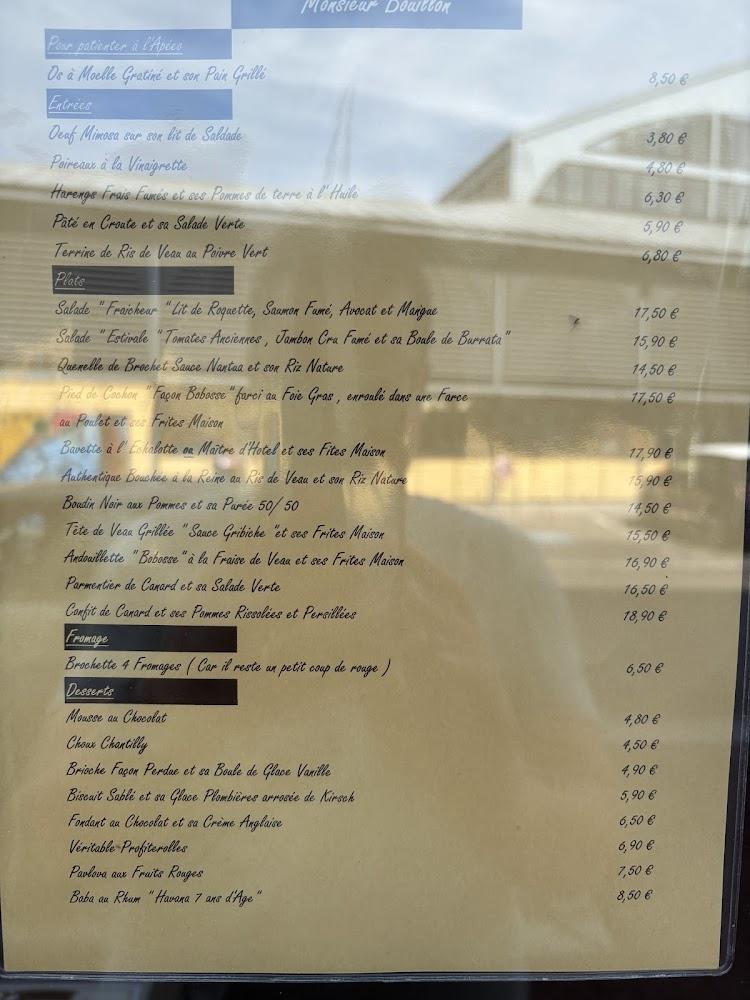 Monsieur Bouillon
Pour patienter à l'Apéro
Os à Moelle Gratiné et son Pain Grillé 8,50 €
Entrées
Oeuf Mimosa sur son lit de Saldade 3,80 €
Poireaux à la Vinaigrette 4,80 €
Harengs Frais Fumés et ses Pommes de terre à l'Huile 6,30 €
Pâté en Croute et sa Salade Verte 5,90 €
Terrine de Ris de Veau au Poivre Vert 6,80 €
Plats
Salade "Fraicheur "Lit de Roquette, Saumon Fumé, Avocat et Mangue 17,50 €
Salade "Estivale "Tomates Anciennes, Jambon Cru Fumé et sa Boule de Burrata" 15,90 €
Quenelle de Brochet Sauce Nantua et son Riz Nature 14,50 €
Pied de Cochon "Façon Bobosse "farci au Foie Gras , enroulé dans une Farce 17,50 €
au Poulet et ses Frites Maison
Bavette à l'Echalotte ou Maître d'Hotel et ses Fites Maison 17,90 €
Authentique Bouchée à la Reine au Ris de Veau et son Riz Nature 15,90 €
Boudin Noir aux Pommes et sa Purée 50/50 14,50 €
Tête de Veau Grillée "Sauce Gribiche "et ses Frites Maison 15,50 €
Andouillette "Bobosse" à la Fraise de Veau et ses Frites Maison 16,90 €
Parmentier de Canard et sa Salade Verte 16,50 €
Confit de Canard et ses Pommes Rissolées et Persillées 18,90 €
Fromage
Brochette 4 Fromages ( Car il reste un petit coup de rouge ) 6,50 €
Desserts
Mousse au Chocolat 4,80 €
Choux Chantilly 4,50 €
Brioche Façon Perdue et sa Boule de Glace Vanille 4,90 €
Biscuit Sablé et sa Glace Plombières arrosée de Kirsch 5,90 €
Fondant au Chocolat et sa Crème Anglaise 6,50 €
Véritable Profiterolles 6,90 €
Pavlova aux Fruits Rouges 7,50 €
Baba au Rhum "Havana 7 ans d'Age" 8,50 €